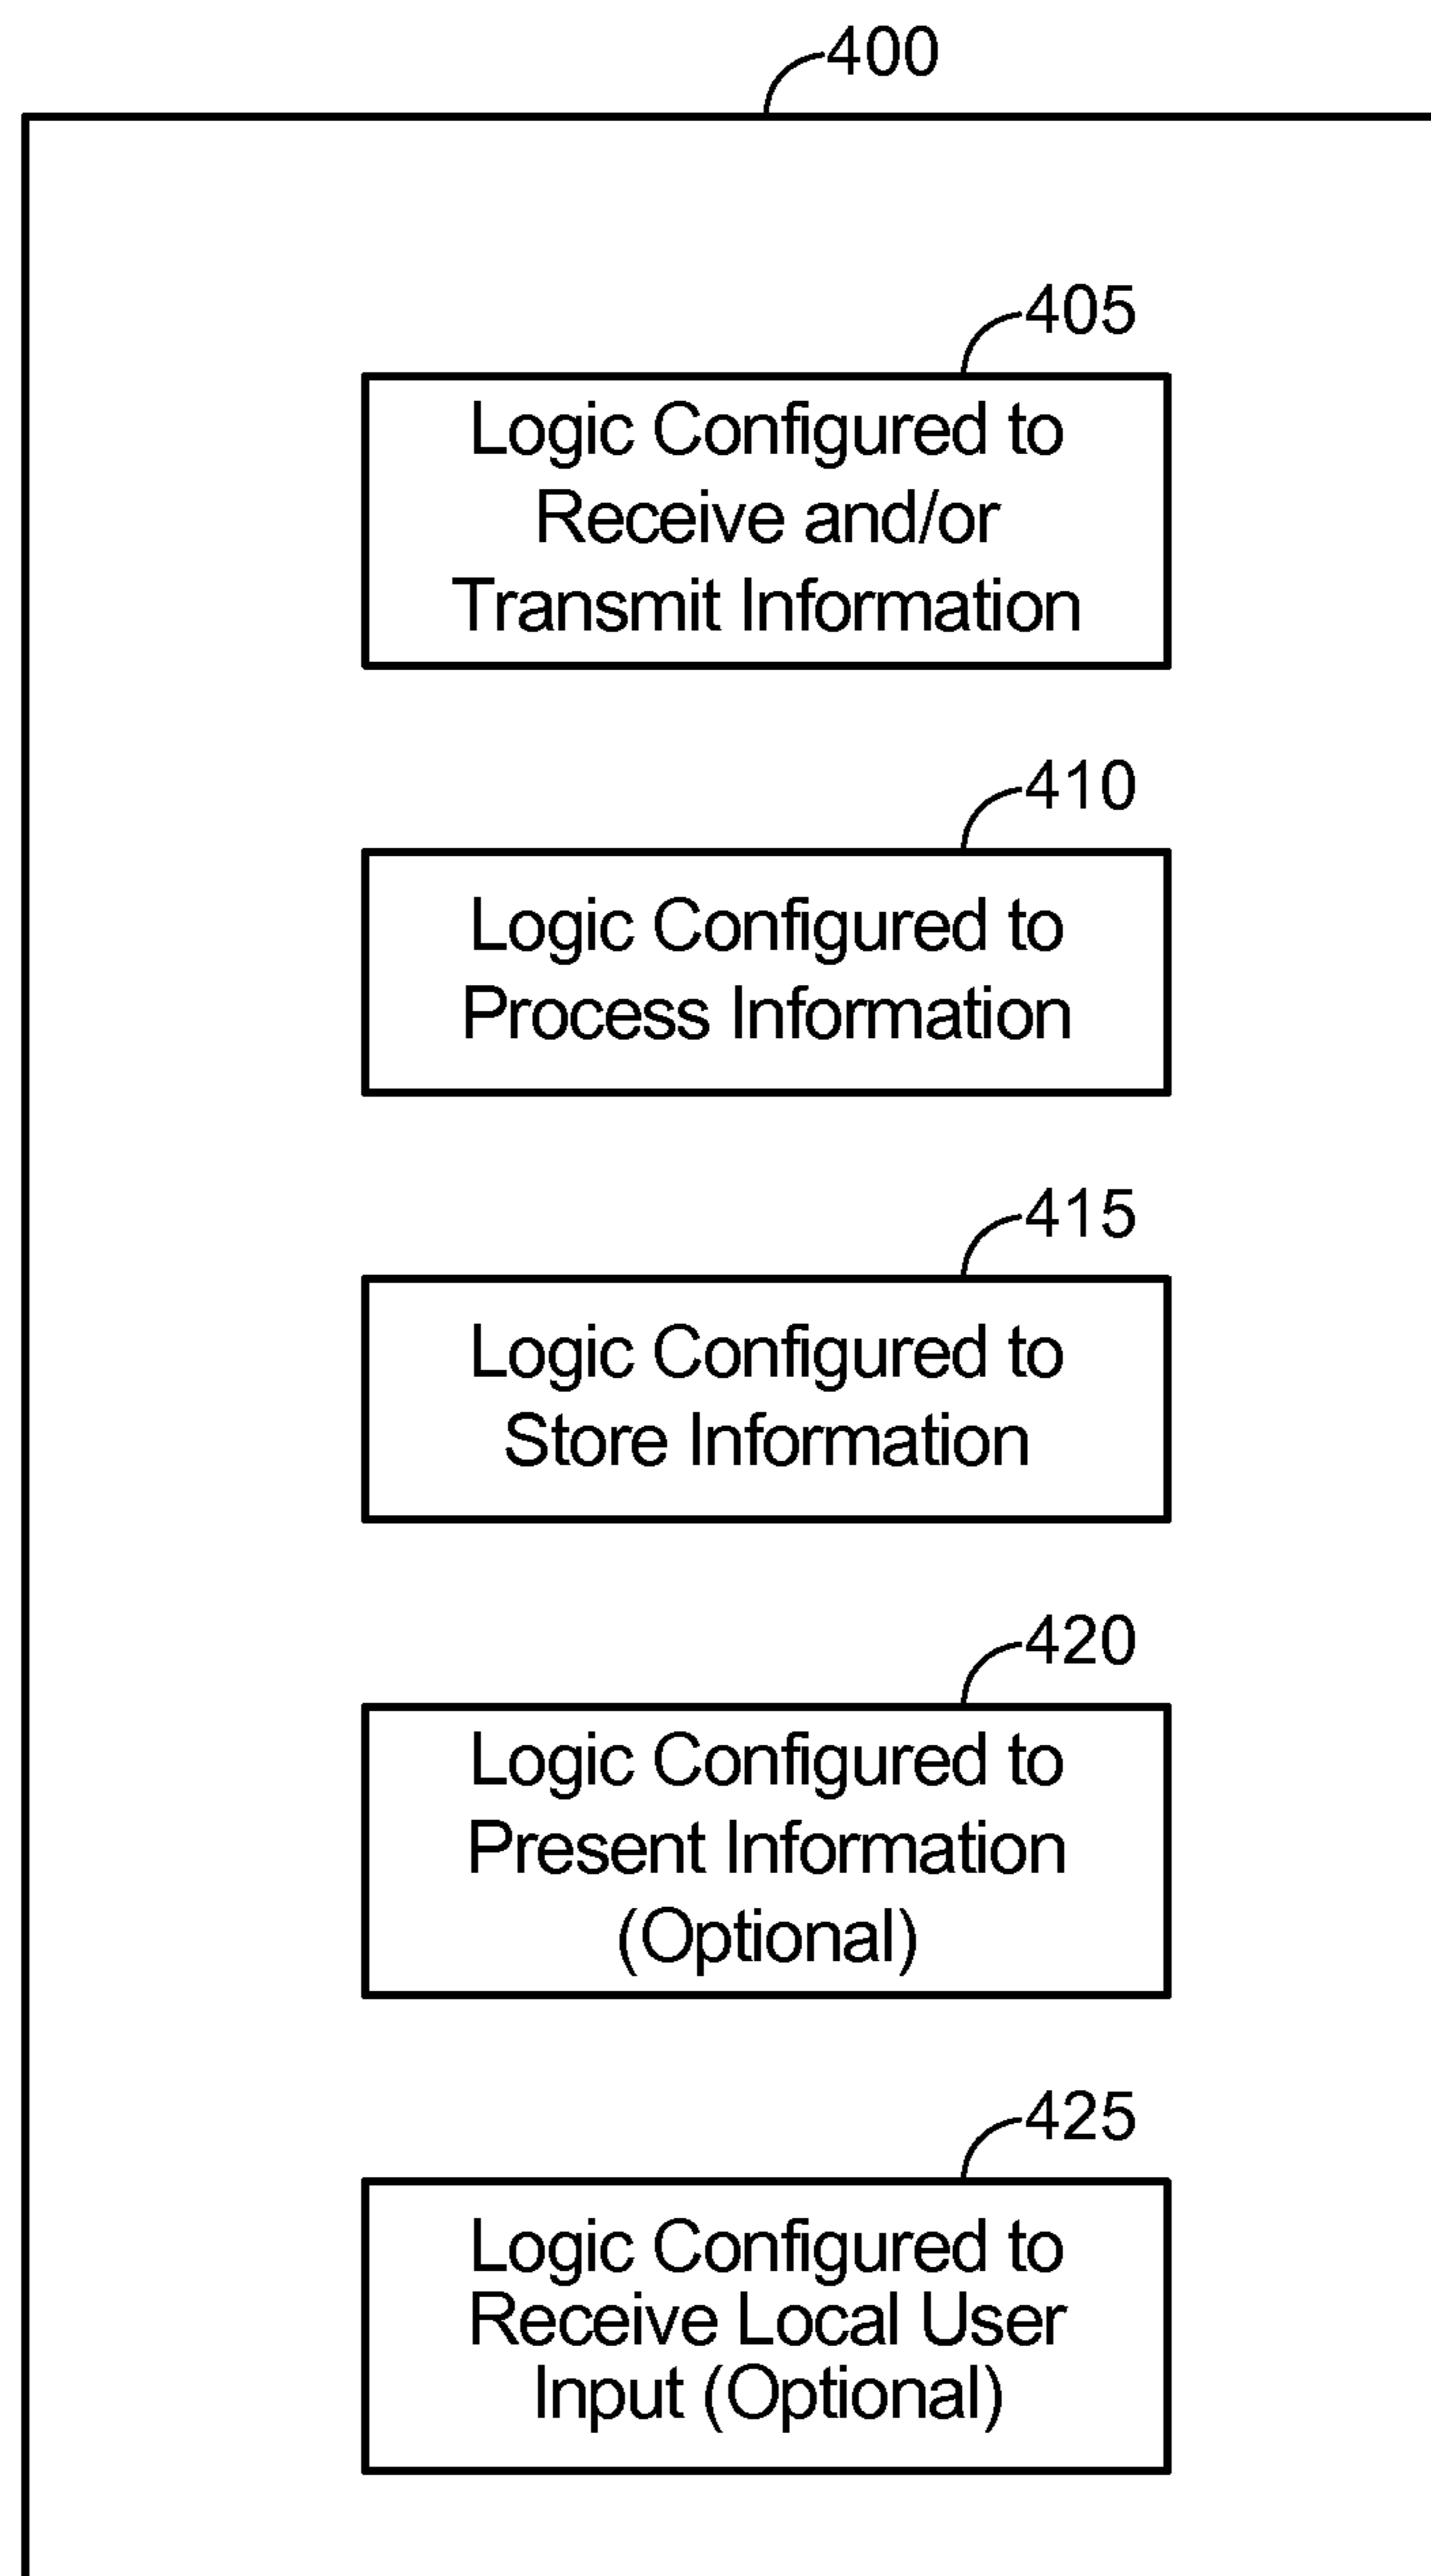 400
405
Logic Configured to
Receive and/or
Transmit Information
410
Logic Configured to
Process Information
415
Logic Configured to
Store Information
420
Logic Configured to
Present Information
(Optional)
425
Logic Configured to
Receive Local User
Input (Optional)